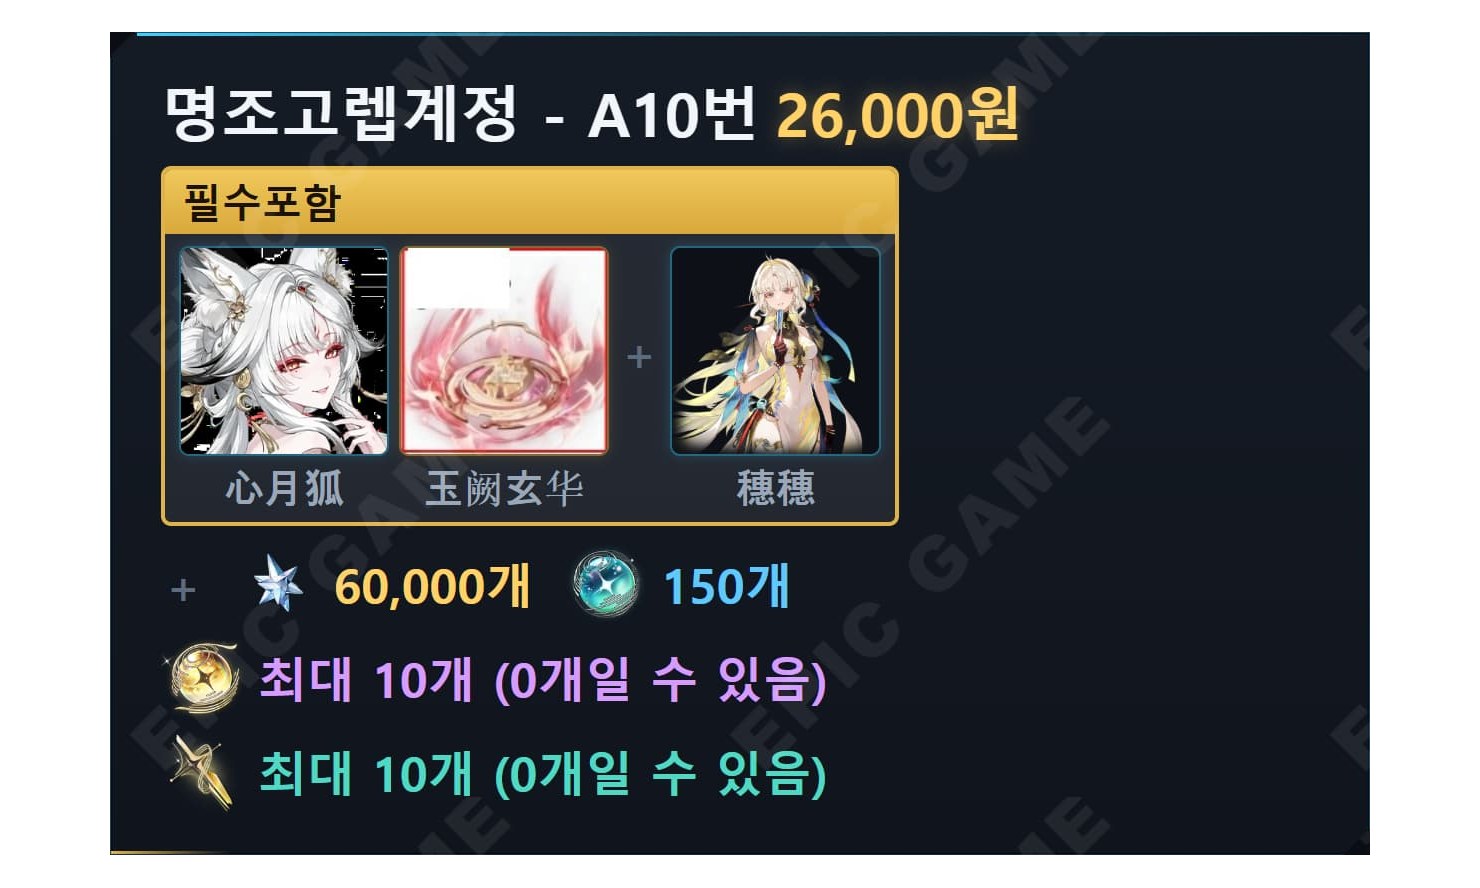 명조고렙계정 - A10번 26,000원
필수포함
+
心月狐 玉阙玄华 穗穗
+ 60,000개 150개
최대 10개 (0개일 수 있음)
최대 10개 (0개일 수 있음)
EPIC GAME